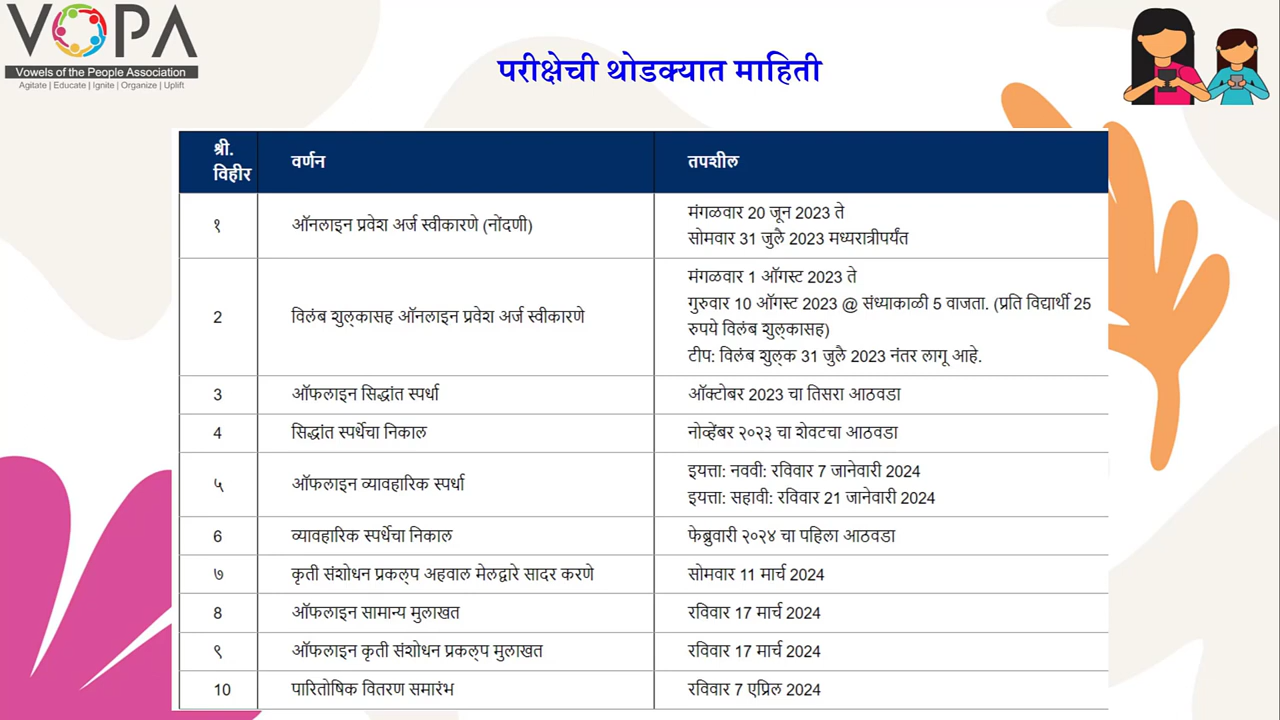 VOPA
Vowels of the People Association
Agitate | Educate | Ignite | Organize | Uplift
परीक्षेची थोडक्यात माहिती
श्री. विहीर वर्णन तपशील
१ ऑनलाइन प्रवेश अर्ज स्वीकारणे (नोंदणी) मंगळवार 20 जून 2023 ते
सोमवार 31 जुलै 2023 मध्यरात्रीपर्यंत
2 विलंब शुल्कासह ऑनलाइन प्रवेश अर्ज स्वीकारणे मंगळवार 1 ऑगस्ट 2023 ते
गुरुवार 10 ऑगस्ट 2023 @ संध्याकाळी 5 वाजता. (प्रति विद्यार्थी 25
रुपये विलंब शुल्कासह)
टीप: विलंब शुल्क 31 जुलै 2023 नंतर लागू आहे.
3 ऑफलाइन सिद्धांत स्पर्धा ऑक्टोबर 2023 चा तिसरा आठवडा
4 सिद्धांत स्पर्धेचा निकाल नोव्हेंबर २०२३ चा शेवटचा आठवडा
५ ऑफलाइन व्यावहारिक स्पर्धा इयत्ता: नववी: रविवार 7 जानेवारी 2024
इयत्ता: सहावी: रविवार 21 जानेवारी 2024
6 व्यावहारिक स्पर्धेचा निकाल फेब्रुवारी २०२४ चा पहिला आठवडा
७ कृती संशोधन प्रकल्प अहवाल मेलद्वारे सादर करणे सोमवार 11 मार्च 2024
8 ऑफलाइन सामान्य मुलाखत रविवार 17 मार्च 2024
९ ऑफलाइन कृती संशोधन प्रकल्प मुलाखत रविवार 17 मार्च 2024
10 पारितोषिक वितरण समारंभ रविवार 7 एप्रिल 2024